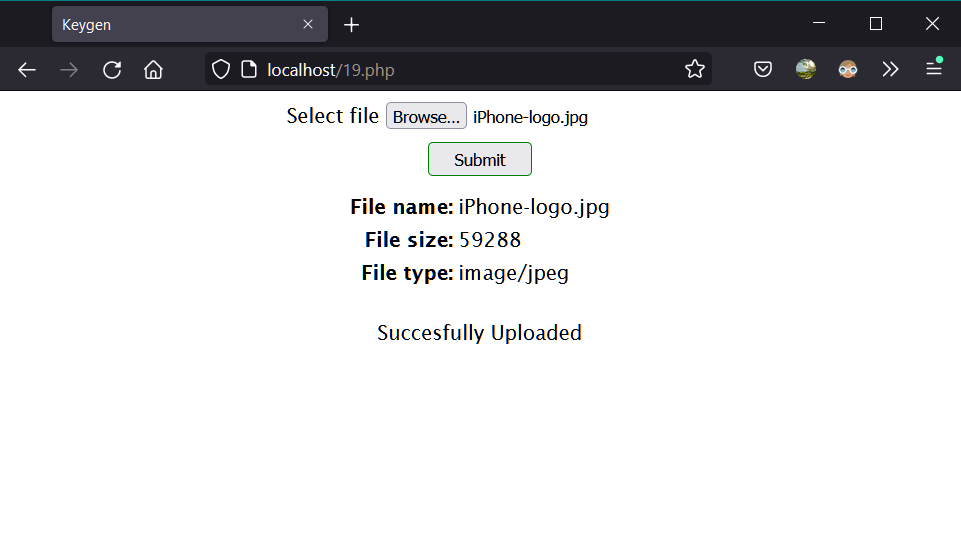 Keygen
localhost/19.php
Select file Browse... iPhone-logo.jpg
Submit
File name: iPhone-logo.jpg
File size: 59288
File type: image/jpeg
Succesfully Uploaded